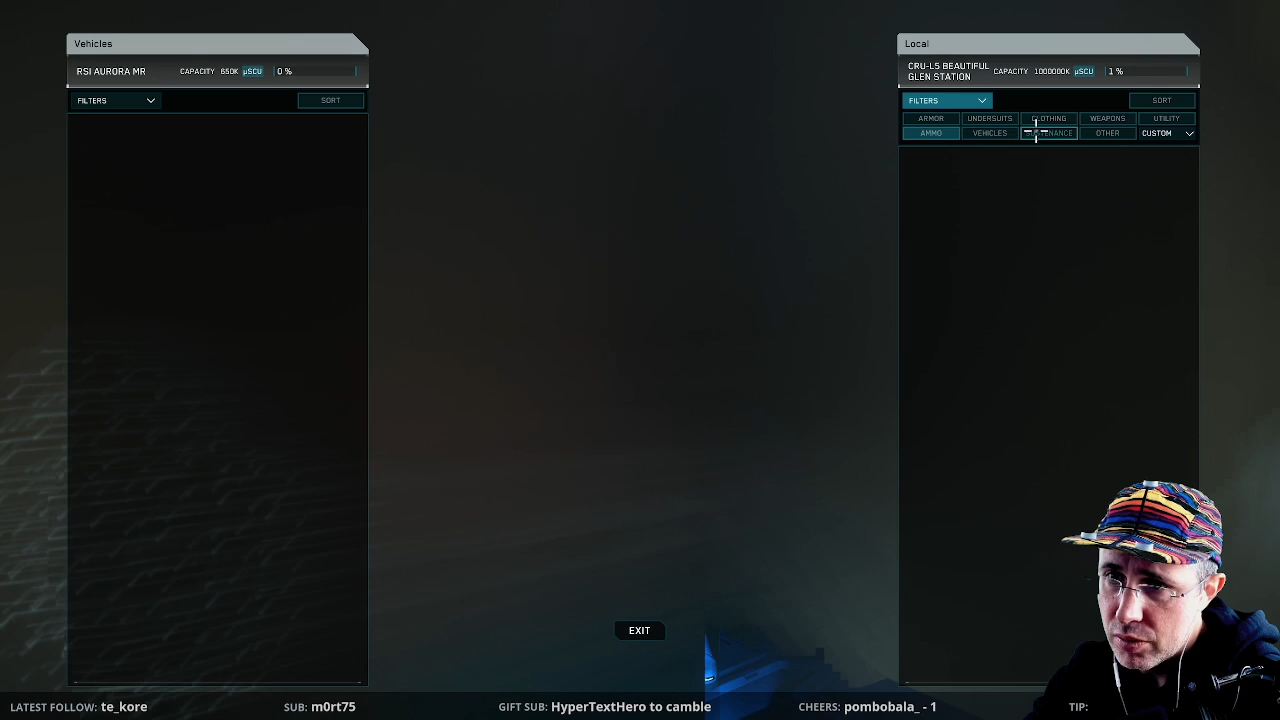 Vehicles
RSI AURORA MR CAPACITY 650K µSCU 0 %
FILTERS SORT
Local
CRU-L5 BEAUTIFUL GLEN STATION CAPACITY 1000000K µSCU 1 %
FILTERS SORT
ARMOR UNDERSUITS CLOTHING WEAPONS UTILITY
AMMO VEHICLES SUSTENANCE OTHER CUSTOM
EXIT
LATEST FOLLOW: te_kore SUB: m0rt75 GIFT SUB: HyperTextHero to camble CHEERS: pombobala_ - 1 TIP: